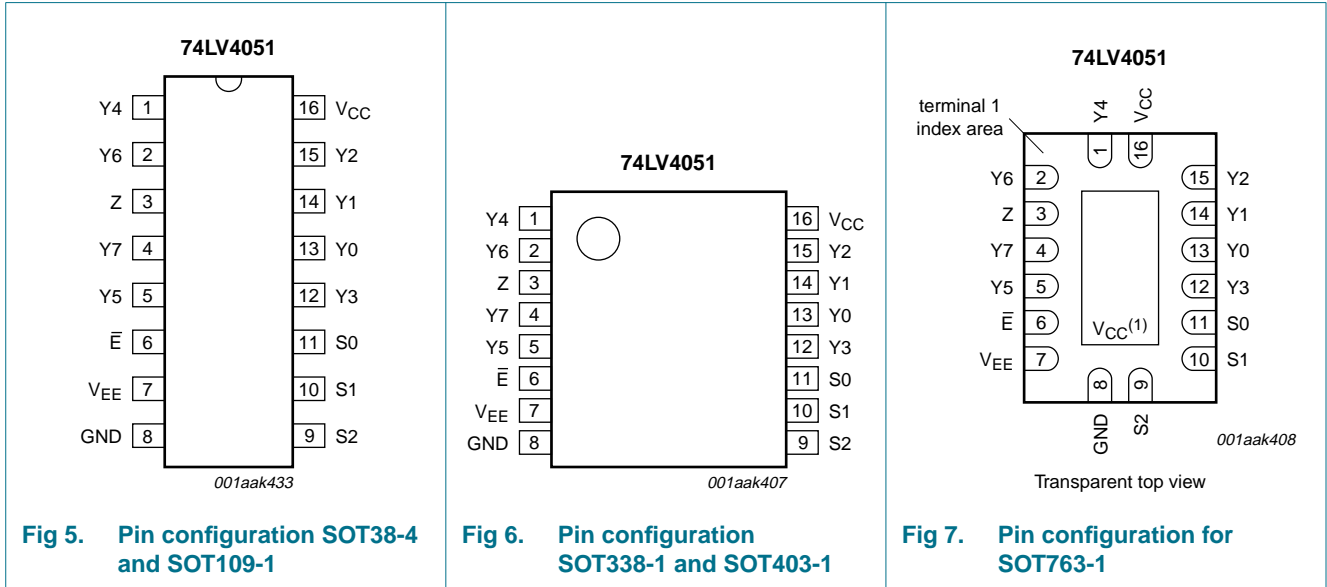 74LV4051
Y4 1 16 VCC
Y6 2 15 Y2
Z 3 14 Y1
Y7 4 13 Y0
Y5 5 12 Y3
E̅ 6 11 S0
VEE 7 10 S1
GND 8 9 S2
001aak433
Fig 5. Pin configuration SOT38-4
and SOT109-1
74LV4051
Y4 1 16 VCC
Y6 2 15 Y2
Z 3 14 Y1
Y7 4 13 Y0
Y5 5 12 Y3
E̅ 6 11 S0
VEE 7 10 S1
GND 8 9 S2
001aak407
Fig 6. Pin configuration
SOT338-1 and SOT403-1
74LV4051
terminal 1
index area
Y4 VCC
1 16
Y6 2 15 Y2
Z 3 14 Y1
Y7 4 13 Y0
Y5 5 12 Y3
E̅ 6 11 S0
VCC(1)
VEE 7 10 S1
8 9
GND S2
001aak408
Transparent top view
Fig 7. Pin configuration for
SOT763-1